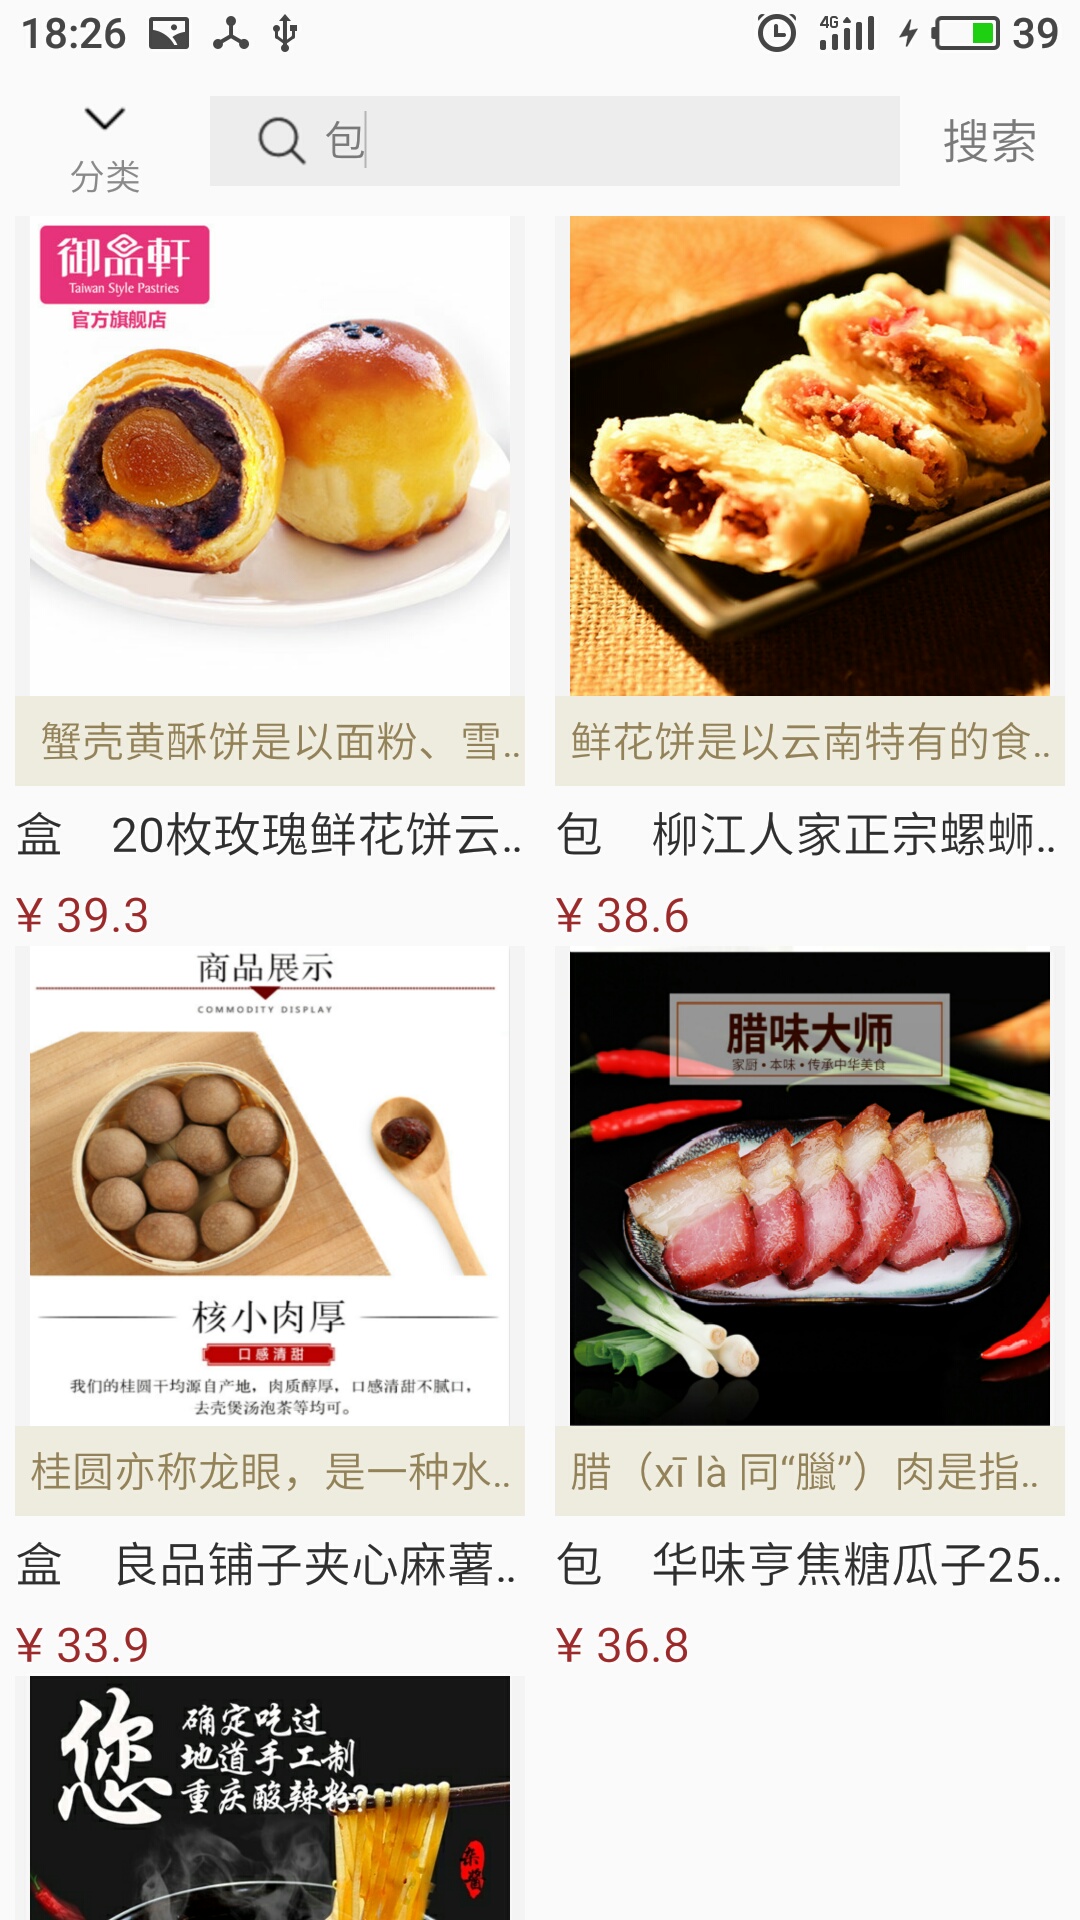 18:26
4G
39
分类
包
搜索
御品軒
Taiwan Style Pastries
官方旗舰店
蟹壳黄酥饼是以面粉、雪..
鲜花饼是以云南特有的食..
盒 20枚玫瑰鲜花饼云..
包 柳江人家正宗螺蛳..
¥ 39.3
¥ 38.6
商品展示
COMMODITY DISPLAY
核小肉厚
口感清甜
我们的桂圆干均源自产地，肉质醇厚，口感清甜不腻口，
去壳煲汤泡茶等均可。
腊味大师
家厨•本味•传承中华美食
桂圆亦称龙眼，是一种水..
腊（xī là 同“臘”）肉是指..
盒 良品铺子夹心麻薯..
包 华味亨焦糖瓜子25..
¥ 33.9
¥ 36.8
您
确定吃过
地道手工制
重庆酸辣粉?